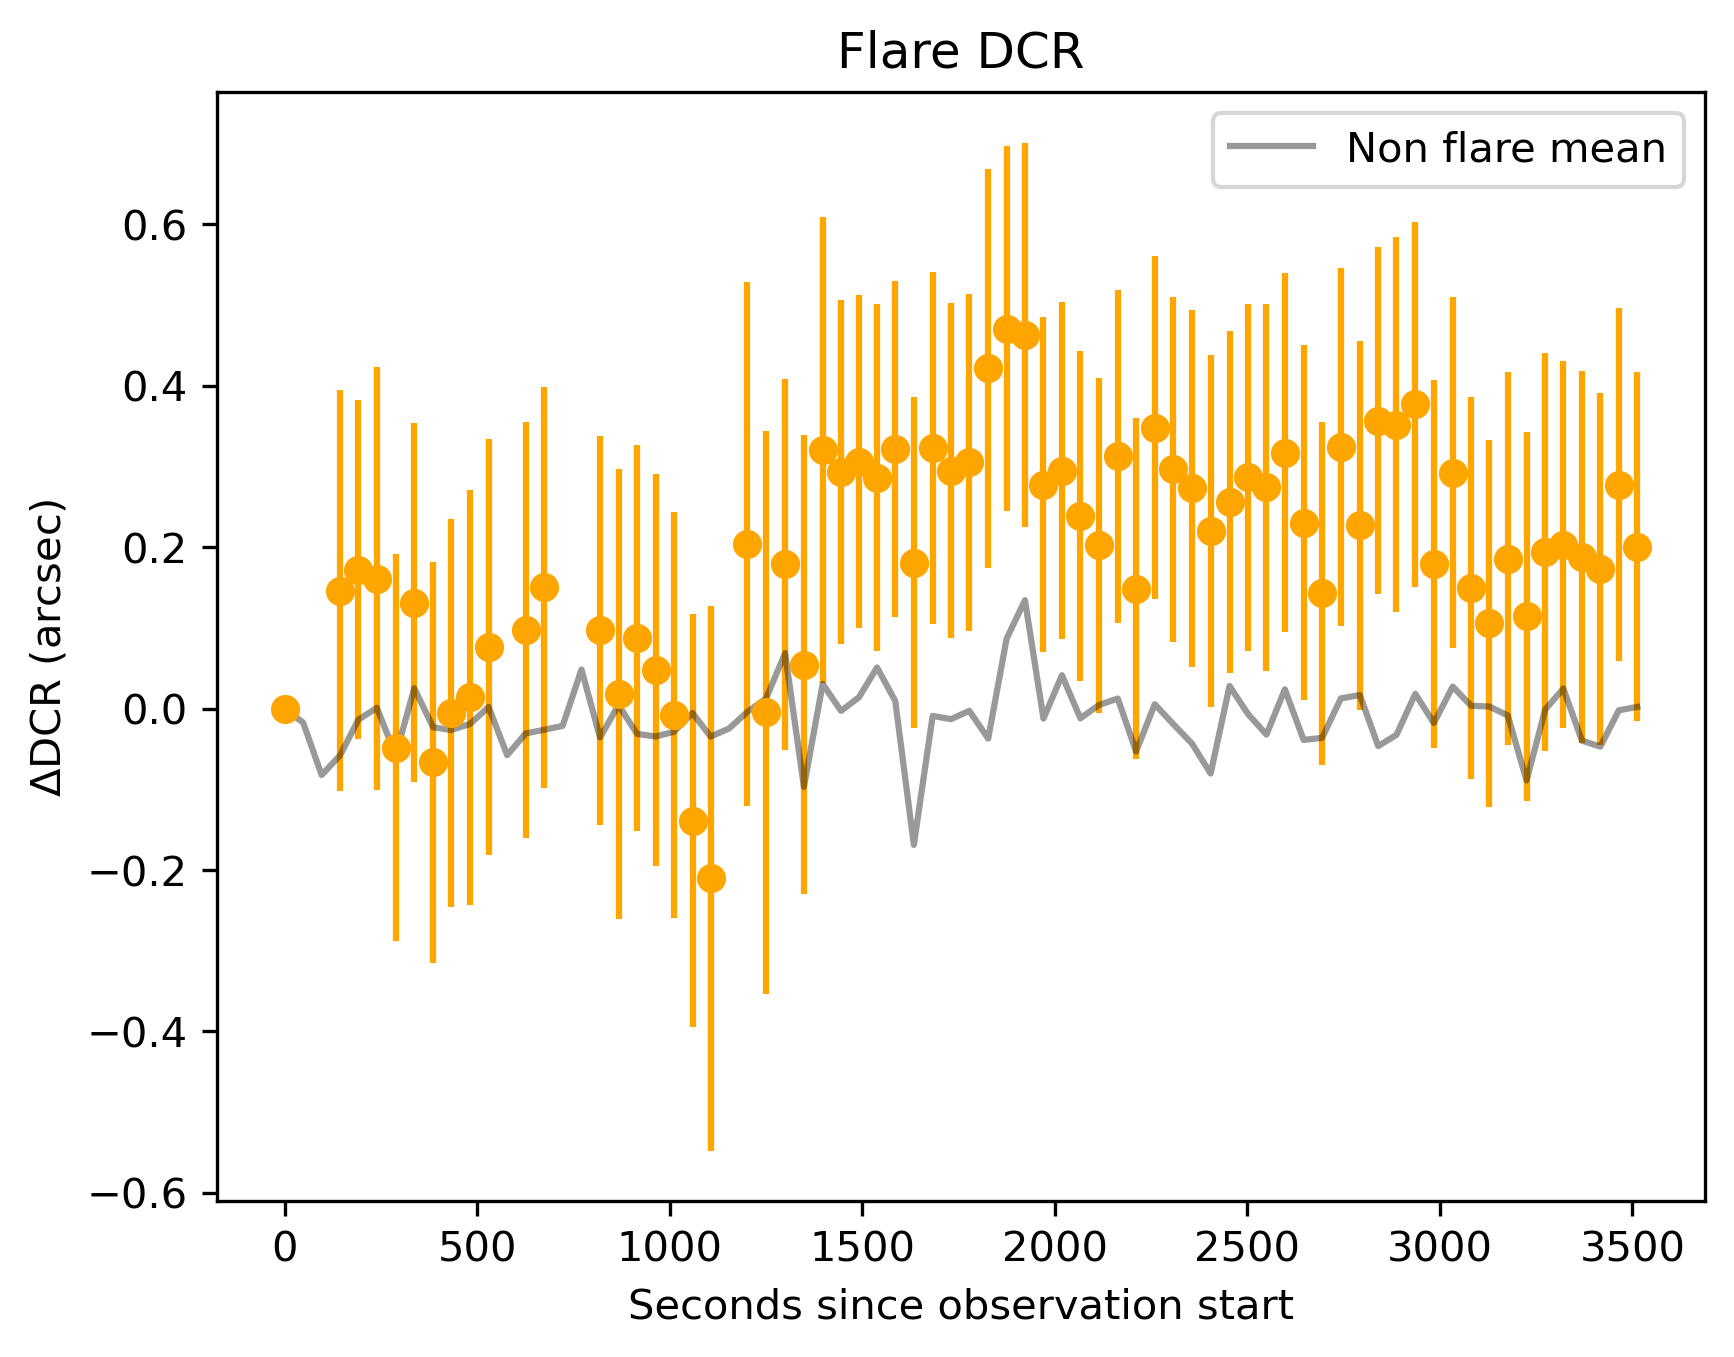 Flare DCR
Non flare mean
ΔDCR (arcsec)
0.6
0.4
0.2
0.0
−0.2
−0.4
−0.6
0 500 1000 1500 2000 2500 3000 3500
Seconds since observation start